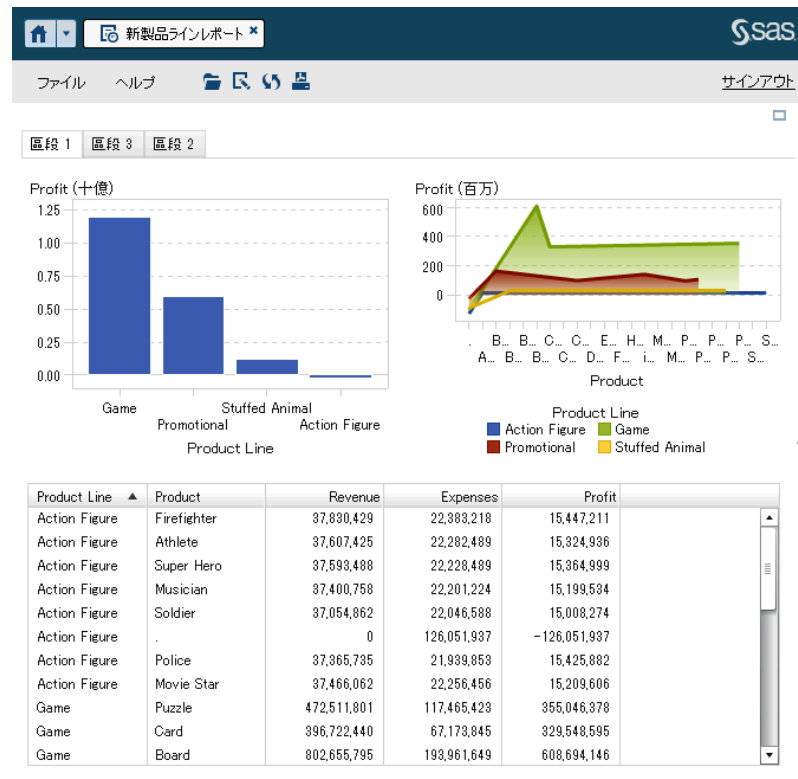 新製品ラインレポート
sas
ファイル ヘルプ サインアウト
區段 1 區段 3 區段 2
Profit (十億)
1.25
1.00
0.75
0.50
0.25
0.00
Game
Promotional
Stuffed Animal
Action Figure
Product Line
Profit (百万)
600
400
200
0
. B... B... C... C... E... H... M... P... P... P... S...
A... B... B... C... D... F... i... M... P... P... S...
Product
Product Line
Action Figure Game
Promotional Stuffed Animal
Product Line Product Revenue Expenses Profit
Action Figure Firefighter 37,830,429 22,383,218 15,447,211
Action Figure Athlete 37,607,425 22,282,489 15,324,936
Action Figure Super Hero 37,593,488 22,228,489 15,364,999
Action Figure Musician 37,400,758 22,201,224 15,199,534
Action Figure Soldier 37,054,862 22,046,588 15,008,274
Action Figure . 0 126,051,937 -126,051,937
Action Figure Police 37,365,735 21,939,853 15,425,882
Action Figure Movie Star 37,466,062 22,256,456 15,209,606
Game Puzzle 472,511,801 117,465,423 355,046,378
Game Card 396,722,440 67,173,845 329,548,595
Game Board 802,655,795 193,961,649 608,694,146